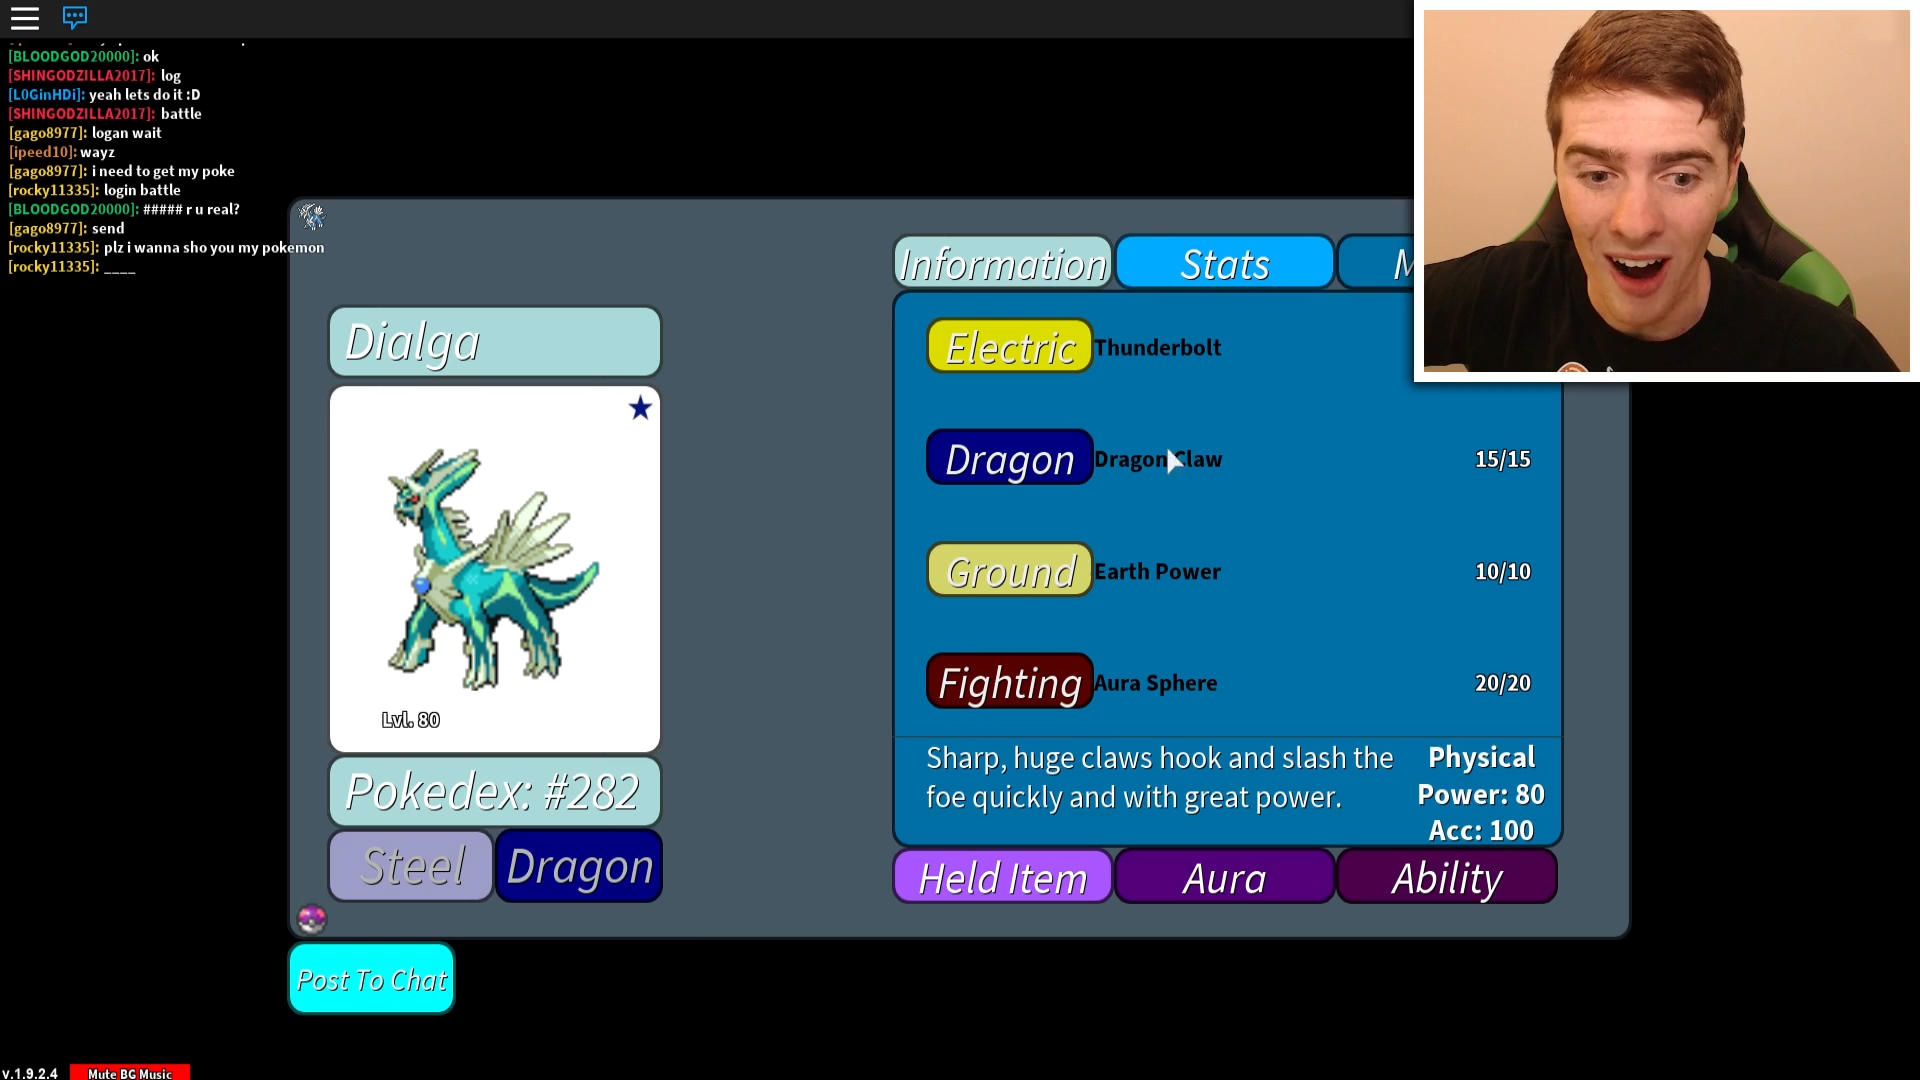 [BLOODGOD20000]: ok
[SHINGODZILLA2017]: log
[L0GinHDi]: yeah lets do it :D
[SHINGODZILLA2017]: battle
[gago8977]: logan wait
[ipeed10]: wayz
[gago8977]: i need to get my poke
[rocky11335]: login battle
[BLOODGOD20000]: ##### r u real?
[gago8977]: send
[rocky11335]: plz i wanna sho you my pokemon
[rocky11335]: ____
Information Stats M
Dialga
Electric Thunderbolt
Dragon Dragon Claw 15/15
Ground Earth Power 10/10
Fighting Aura Sphere 20/20
Lvl. 80
Sharp, huge claws hook and slash the
foe quickly and with great power.
Physical
Power: 80
Acc: 100
Pokedex: #282
Steel Dragon
Held Item Aura Ability
Post To Chat
v.1.9.2.4 Mute BG Music